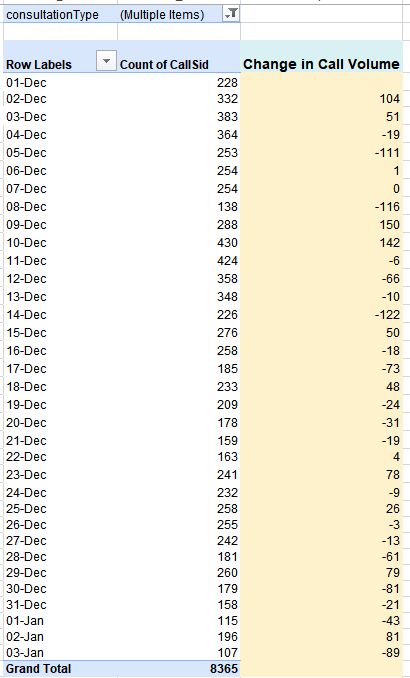 consultationType (Multiple Items)
Row Labels Count of CallSid Change in Call Volume
01-Dec 228
02-Dec 332 104
03-Dec 383 51
04-Dec 364 -19
05-Dec 253 -111
06-Dec 254 1
07-Dec 254 0
08-Dec 138 -116
09-Dec 288 150
10-Dec 430 142
11-Dec 424 -6
12-Dec 358 -66
13-Dec 348 -10
14-Dec 226 -122
15-Dec 276 50
16-Dec 258 -18
17-Dec 185 -73
18-Dec 233 48
19-Dec 209 -24
20-Dec 178 -31
21-Dec 159 -19
22-Dec 163 4
23-Dec 241 78
24-Dec 232 -9
25-Dec 258 26
26-Dec 255 -3
27-Dec 242 -13
28-Dec 181 -61
29-Dec 260 79
30-Dec 179 -81
31-Dec 158 -21
01-Jan 115 -43
02-Jan 196 81
03-Jan 107 -89
Grand Total 8365